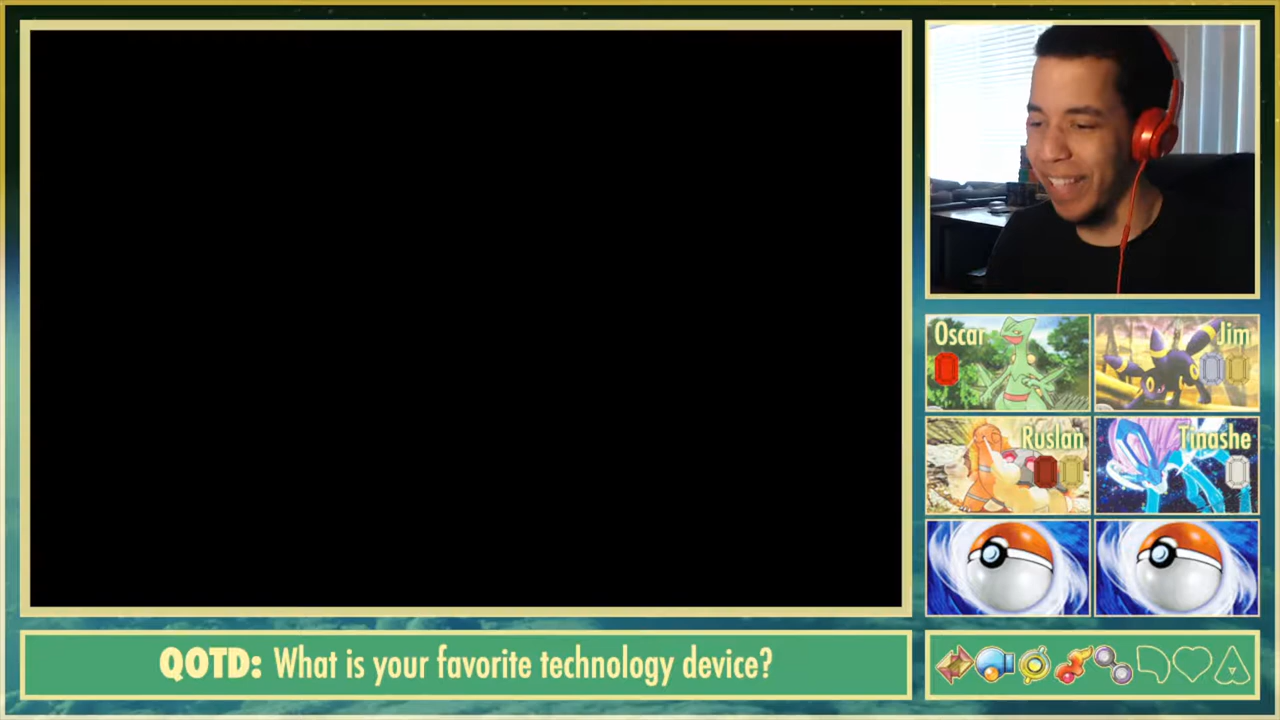 Oscar
Jim
Ruslan
Tinashe
QOTD: What is your favorite technology device?